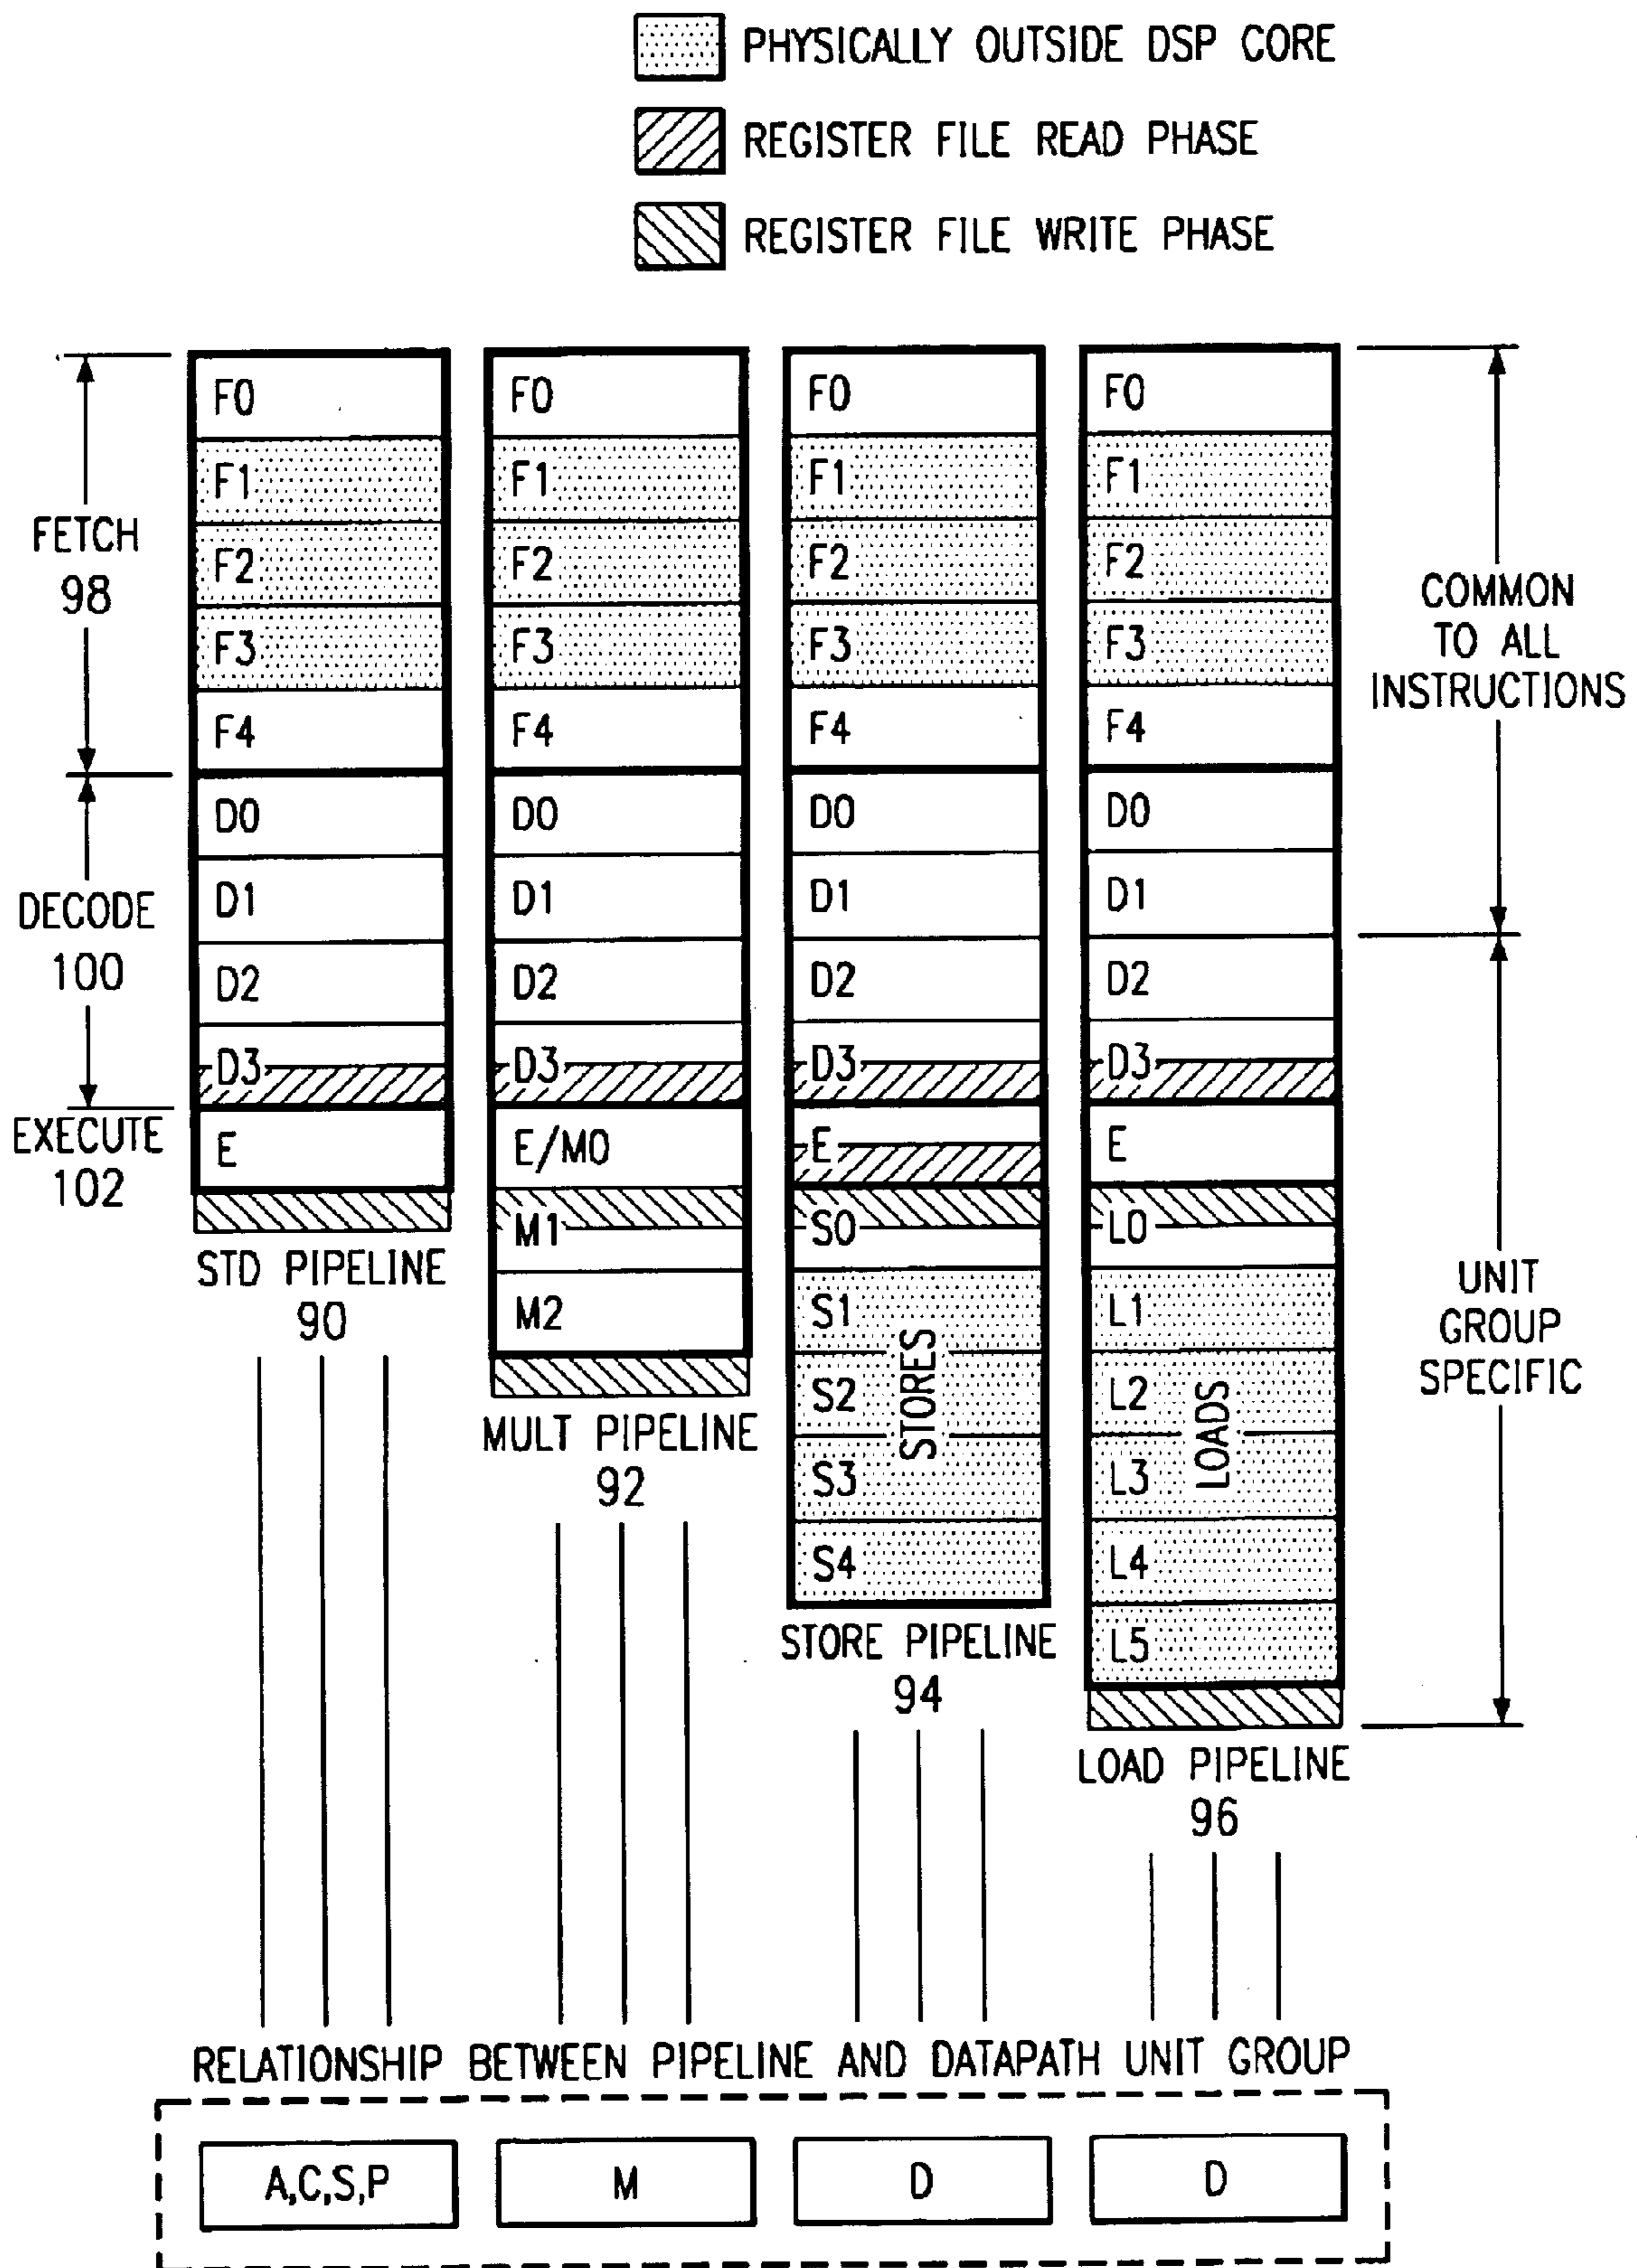 PHYSICALLY OUTSIDE DSP CORE
REGISTER FILE READ PHASE
REGISTER FILE WRITE PHASE
FETCH
98
DECODE
100
EXECUTE
102
F0
F1
F2
F3
F4
D0
D1
D2
D3
E
STD PIPELINE
90
F0
F1
F2
F3
F4
D0
D1
D2
D3
E/M0
M1
M2
MULT PIPELINE
92
F0
F1
F2
F3
F4
D0
D1
D2
D3
E
S0
S1
S2
S3
S4
STORES
STORE PIPELINE
94
F0
F1
F2
F3
F4
D0
D1
D2
D3
E
L0
L1
L2
L3
L4
L5
LOADS
LOAD PIPELINE
96
COMMON
TO ALL
INSTRUCTIONS
UNIT
GROUP
SPECIFIC
RELATIONSHIP BETWEEN PIPELINE AND DATAPATH UNIT GROUP
A,C,S,P
M
D
D